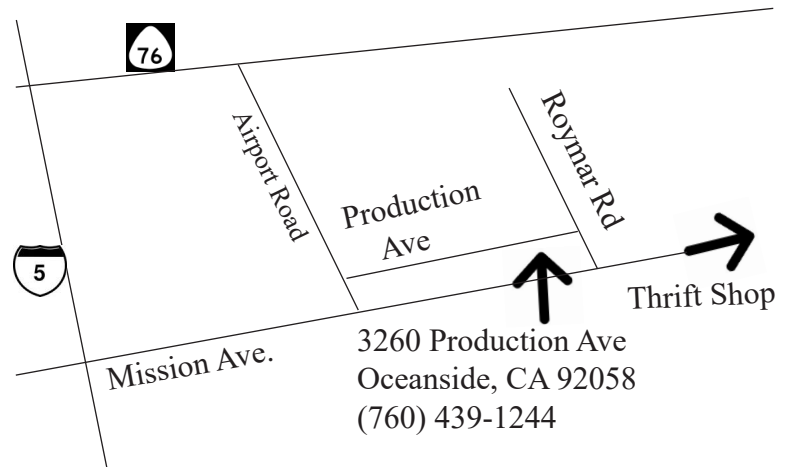 76
Airport Road
Roymar Rd
Production
Ave
5
Thrift Shop
Mission Ave.
3260 Production Ave
Oceanside, CA 92058
(760) 439-1244